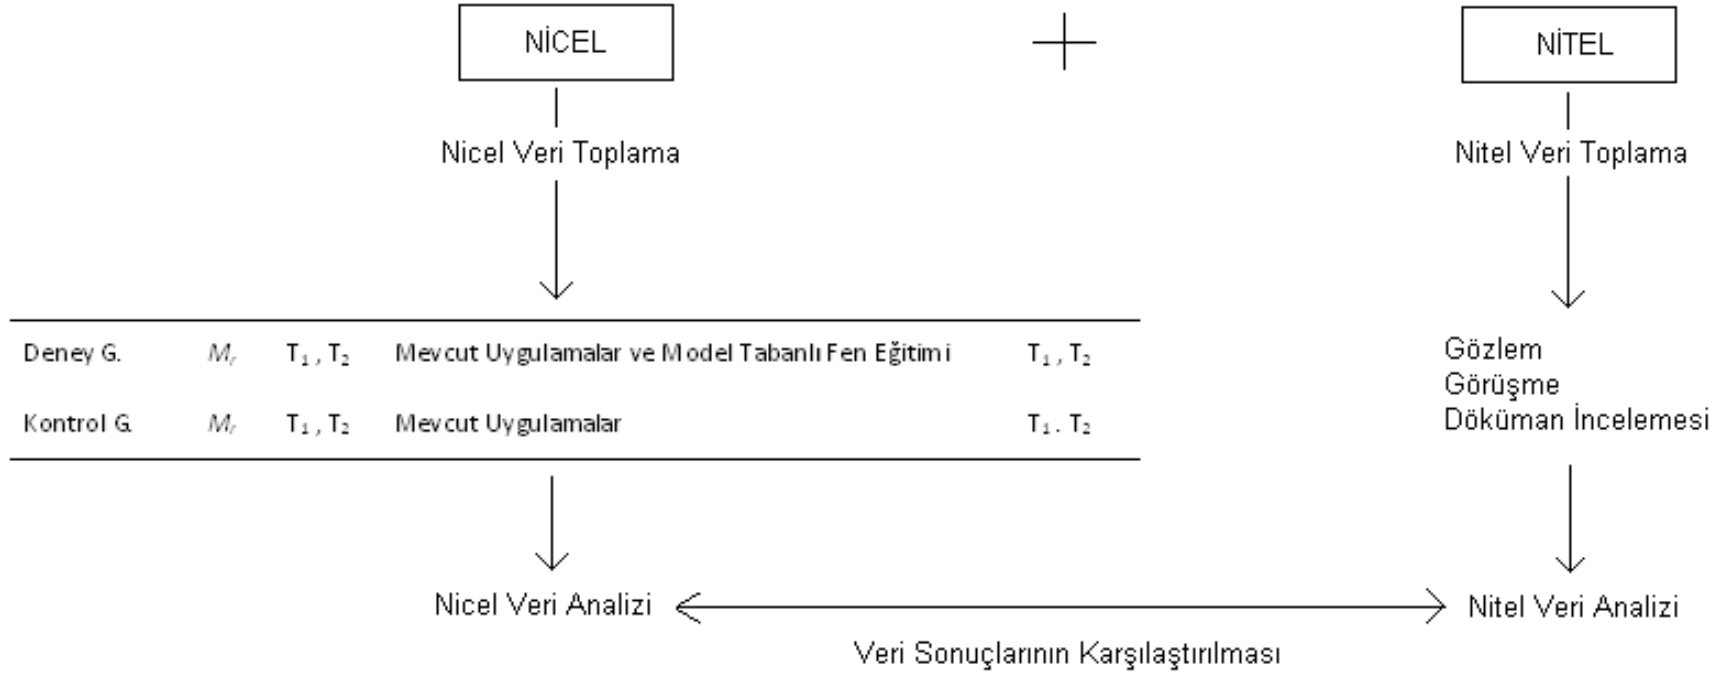 NİCEL
+
NİTEL
Nicel Veri Toplama
Nitel Veri Toplama
Deney G. Mr T1 , T2 Mevcut Uygulamalar ve Model Tabanlı Fen Eğitimi T1 , T2
Kontrol G. Mr T1 , T2 Mevcut Uygulamalar T1 . T2
Gözlem
Görüşme
Döküman İncelemesi
Nicel Veri Analizi
Nitel Veri Analizi
Veri Sonuçlarının Karşılaştırılması